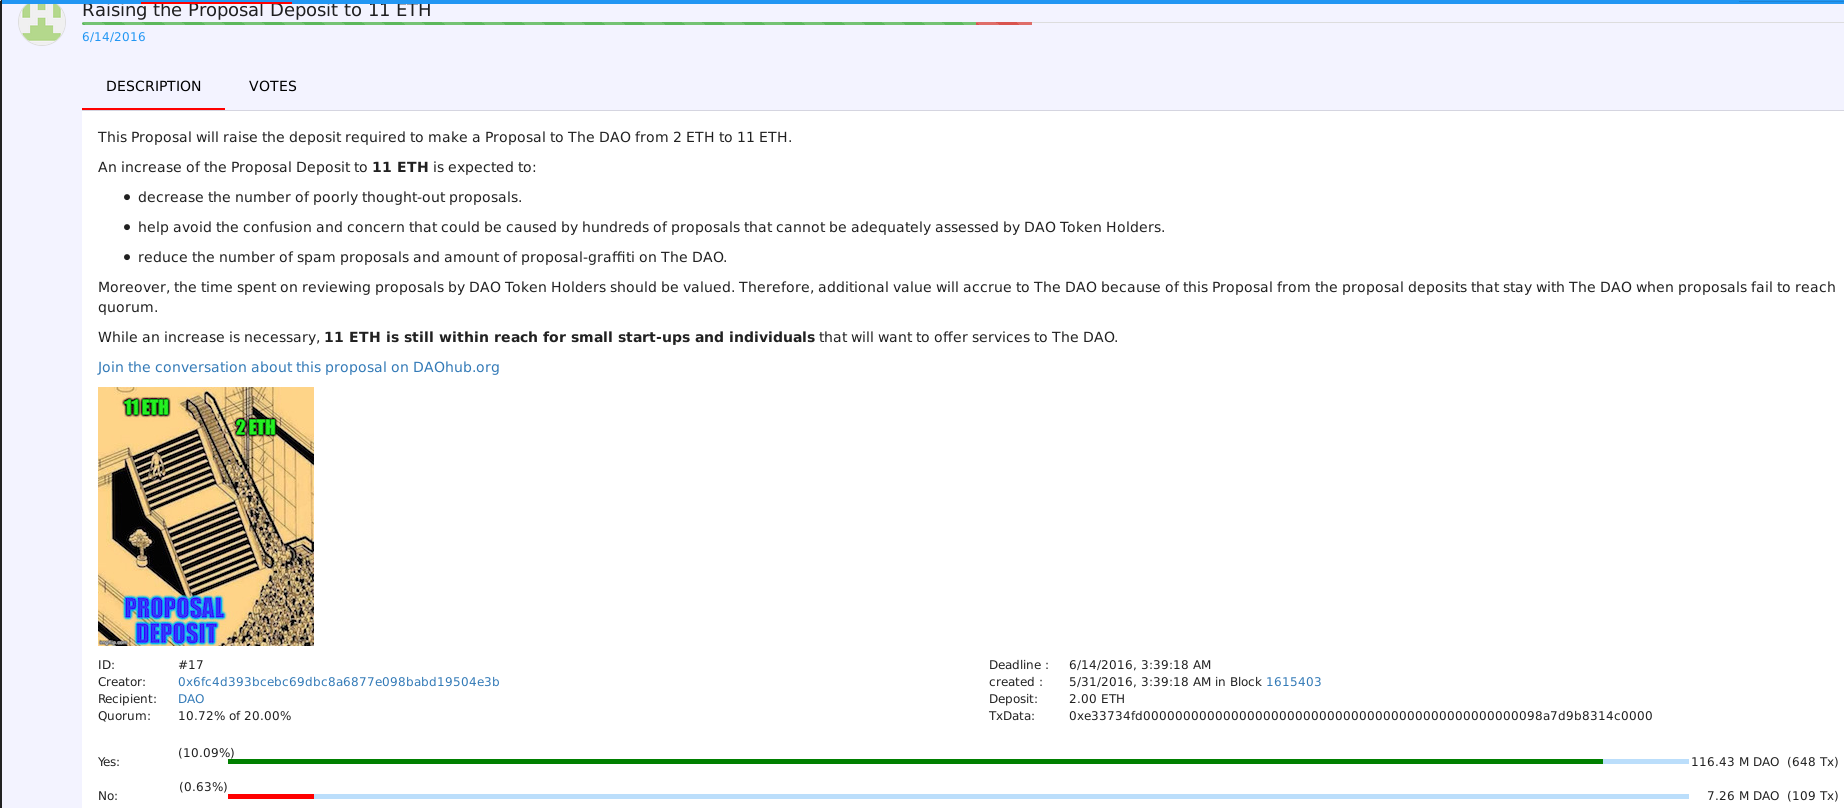 Raising the Proposal Deposit to 11 ETH
6/14/2016
DESCRIPTION VOTES
This Proposal will raise the deposit required to make a Proposal to The DAO from 2 ETH to 11 ETH.
An increase of the Proposal Deposit to 11 ETH is expected to:
• decrease the number of poorly thought-out proposals.
• help avoid the confusion and concern that could be caused by hundreds of proposals that cannot be adequately assessed by DAO Token Holders.
• reduce the number of spam proposals and amount of proposal-graffiti on The DAO.
Moreover, the time spent on reviewing proposals by DAO Token Holders should be valued. Therefore, additional value will accrue to The DAO because of this Proposal from the proposal deposits that stay with The DAO when proposals fail to reach
quorum.
While an increase is necessary, 11 ETH is still within reach for small start-ups and individuals that will want to offer services to The DAO.
Join the conversation about this proposal on DAOhub.org
11 ETH
2 ETH
PROPOSAL
DEPOSIT
ID: #17
Creator: 0x6fc4d393bcebc69dbc8a6877e098babd19504e3b
Recipient: DAO
Quorum: 10.72% of 20.00%
Deadline : 6/14/2016, 3:39:18 AM
created : 5/31/2016, 3:39:18 AM in Block 1615403
Deposit: 2.00 ETH
TxData: 0xe33734fd00000000000000000000000000000000000000000000000098a7d9b8314c0000
Yes: (10.09%) 116.43 M DAO (648 Tx)
No: (0.63%) 7.26 M DAO (109 Tx)